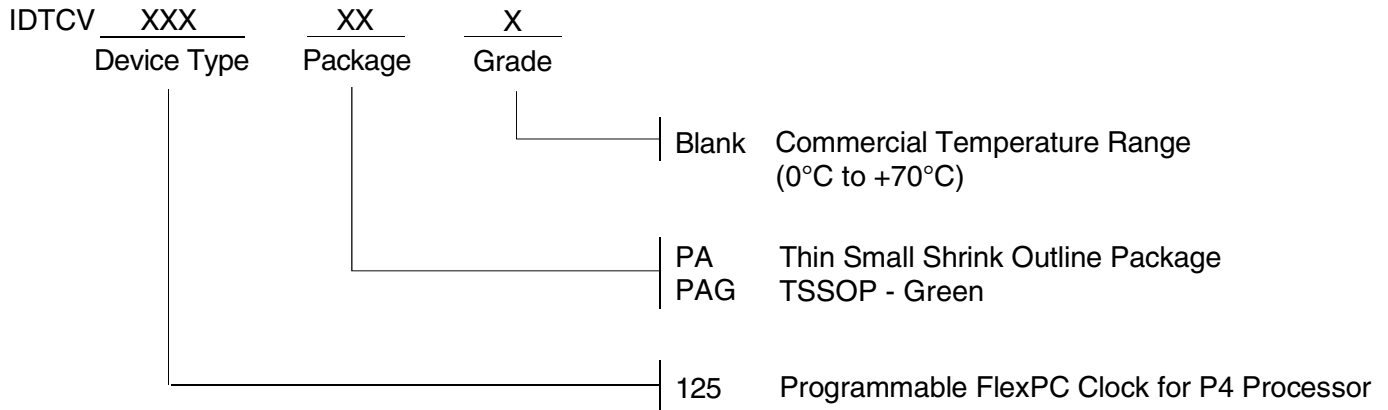 IDTCV XXX XX X
Device Type Package Grade
Blank Commercial Temperature Range
(0°C to +70°C)
PA Thin Small Shrink Outline Package
PAG TSSOP - Green
125 Programmable FlexPC Clock for P4 Processor